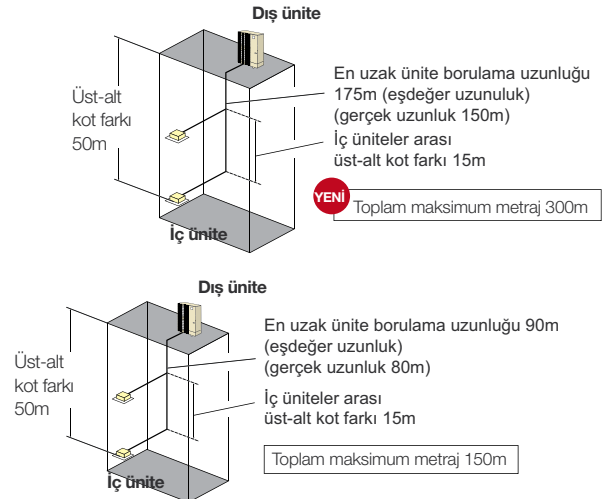 Dış ünite
Üst-alt
kot farkı
50m
En uzak ünite borulama uzunluğu
175m (eşdeğer uzunuluk)
(gerçek uzunluk 150m)
İç üniteler arası
üst-alt kot farkı 15m
YENİ
Toplam maksimum metraj 300m
İç ünite
Dış ünite
Üst-alt
kot farkı
50m
En uzak ünite borulama uzunluğu 90m
(eşdeğer uzunluk)
(gerçek uzunluk 80m)
İç üniteler arası
üst-alt kot farkı 15m
Toplam maksimum metraj 150m
İç ünite